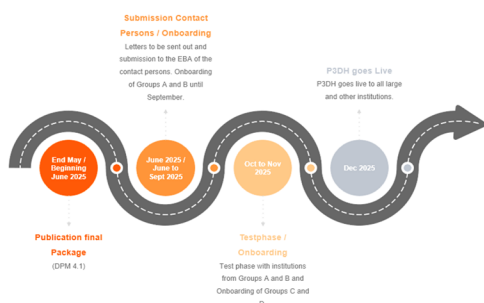 Submission Contact
Persons / Onboarding
Letters to be sent out and
submission to the EBA of the
contact persons. Onboarding
of Groups A and B until
September.
P3DH goes Live
P3DH goes live to all large
and other institutions.
End May /
Beginning
June 2025
June 2025 /
June to
Sept 2025
Oct to Nov
2025
Dec 2025
Publication final
Package
(DPM 4.1)
Testphase /
Onboarding
Test phase with institutions
from Groups A and B and
Onboarding of Groups C and